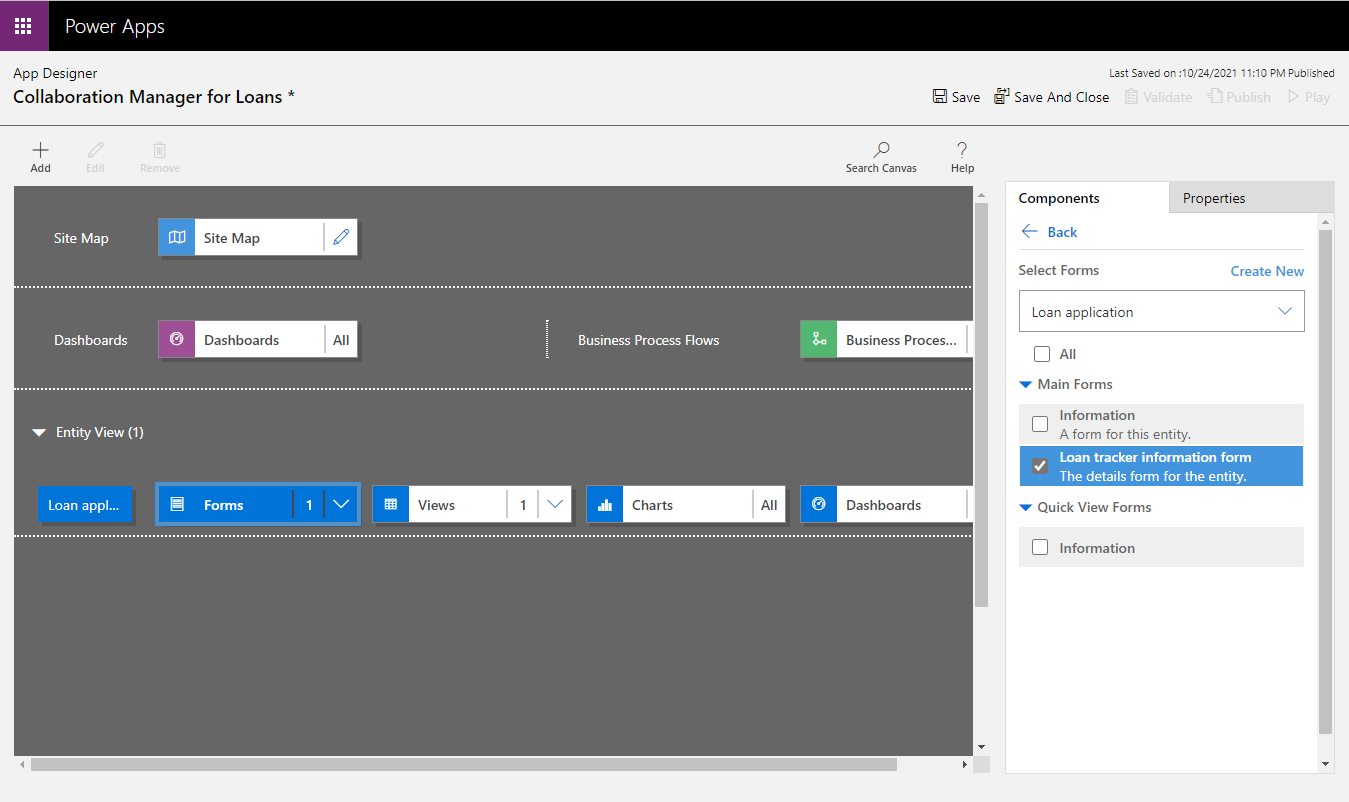 Power Apps
App Designer
Collaboration Manager for Loans *
Last Saved on :10/24/2021 11:10 PM Published
Save
Save And Close
Validate
Publish
Play
Add
Edit
Remove
Search Canvas
Help
Site Map
Site Map
Dashboards
Dashboards
All
Business Process Flows
Business Proces...
Entity View (1)
Loan appl...
Forms
1
Views
1
Charts
All
Dashboards
Components
Properties
Back
Select Forms
Create New
Loan application
All
Main Forms
Information
A form for this entity.
Loan tracker information form
The details form for the entity.
Quick View Forms
Information